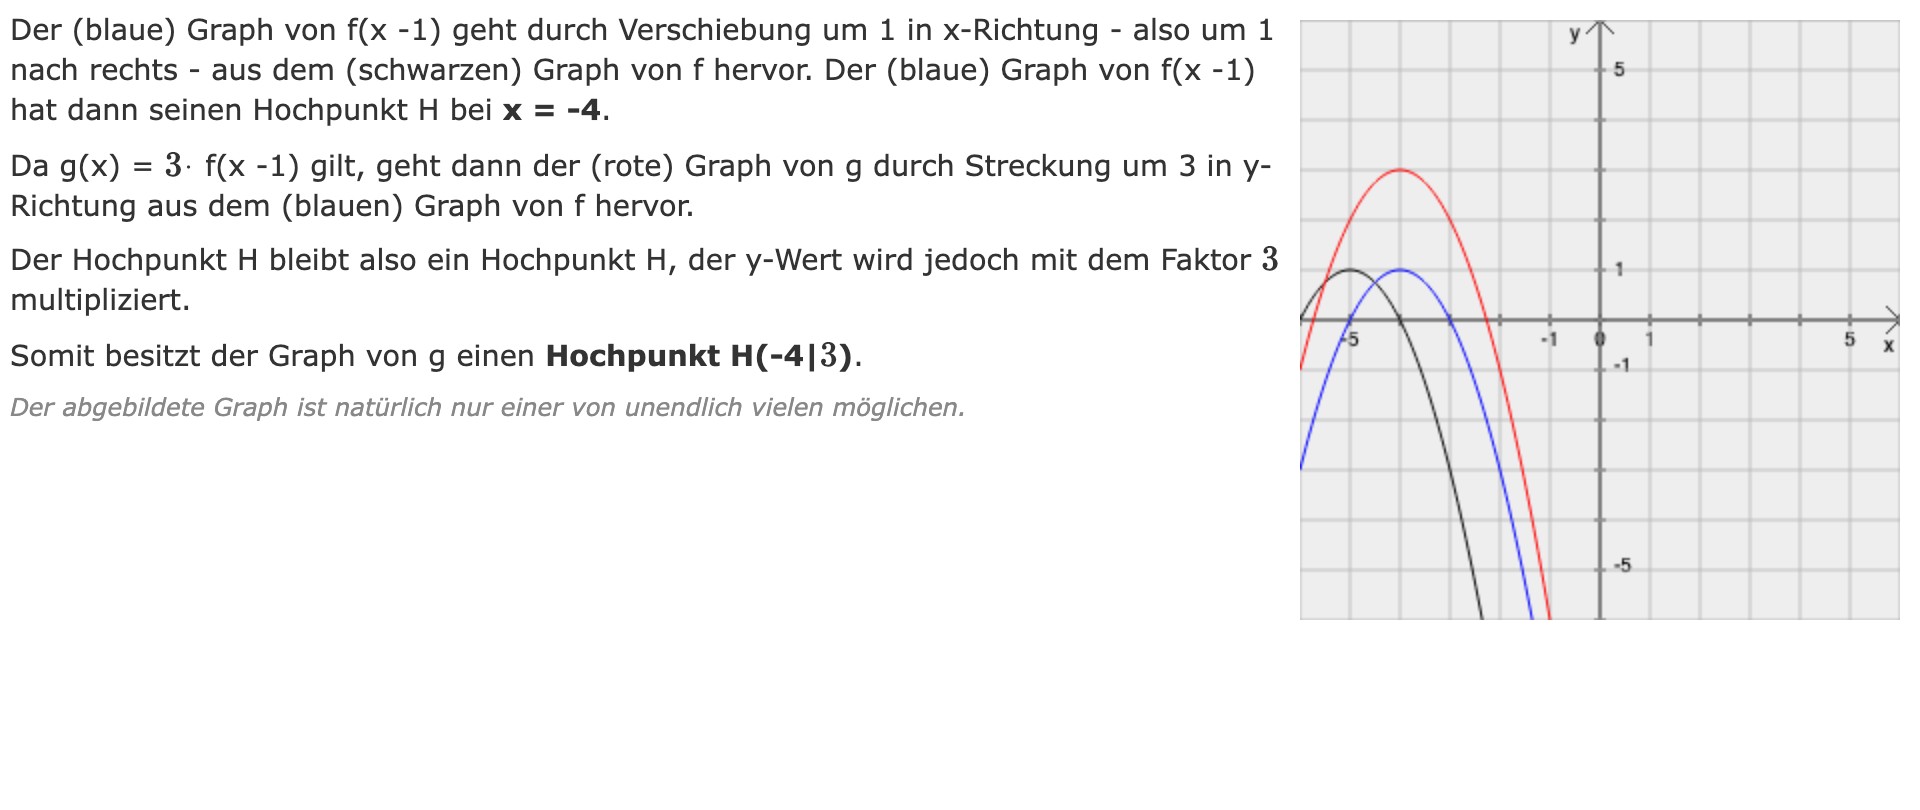 Der (blaue) Graph von f(x -1) geht durch Verschiebung um 1 in x-Richtung - also um 1
nach rechts - aus dem (schwarzen) Graph von f hervor. Der (blaue) Graph von f(x -1)
hat dann seinen Hochpunkt H bei x = -4.
Da g(x) = 3· f(x -1) gilt, geht dann der (rote) Graph von g durch Streckung um 3 in y-
Richtung aus dem (blauen) Graph von f hervor.
Der Hochpunkt H bleibt also ein Hochpunkt H, der y-Wert wird jedoch mit dem Faktor 3
multipliziert.
Somit besitzt der Graph von g einen Hochpunkt H(-4|3).
Der abgebildete Graph ist natürlich nur einer von unendlich vielen möglichen.
y
5
1
-5 -1 0 1 5 x
-1
-5